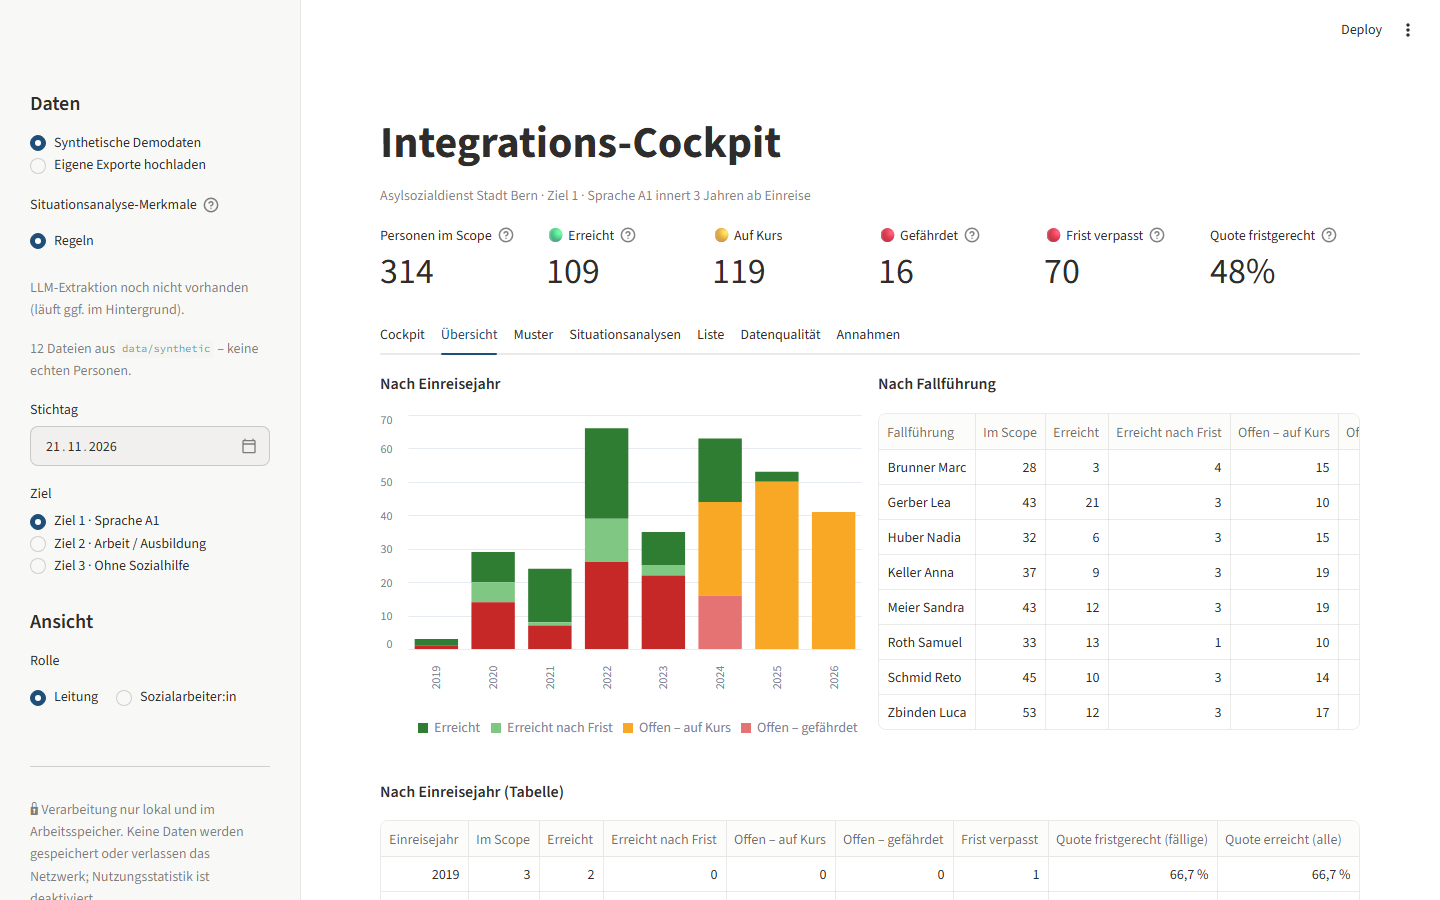 Deploy
Daten
Synthetische Demodaten
Eigene Exporte hochladen
Situationsanalyse-Merkmale
Regeln
LLM-Extraktion noch nicht vorhanden
(läuft ggf. im Hintergrund).
12 Dateien aus data/synthetic – keine
echten Personen.
Stichtag
21.11.2026
Ziel
Ziel 1 · Sprache A1
Ziel 2 · Arbeit / Ausbildung
Ziel 3 · Ohne Sozialhilfe
Ansicht
Rolle
Leitung Sozialarbeiter:in
Verarbeitung nur lokal und im
Arbeitsspeicher. Keine Daten werden
gespeichert oder verlassen das
Netzwerk; Nutzungsstatistik ist
deaktiviert
Integrations-Cockpit
Asylsozialdienst Stadt Bern · Ziel 1 · Sprache A1 innert 3 Jahren ab Einreise
Personen im Scope Erreicht Auf Kurs Gefährdet Frist verpasst Quote fristgerecht
314 109 119 16 70 48%
Cockpit Übersicht Muster Situationsanalysen Liste Datenqualität Annahmen
Nach Einreisejahr
70
60
50
40
30
20
10
0
2019 2020 2021 2022 2023 2024 2025 2026
Erreicht Erreicht nach Frist Offen – auf Kurs Offen – gefährdet
Nach Fallführung
Fallführung Im Scope Erreicht Erreicht nach Frist Offen – auf Kurs Of
Brunner Marc 28 3 4 15
Gerber Lea 43 21 3 10
Huber Nadia 32 6 3 15
Keller Anna 37 9 3 19
Meier Sandra 43 12 3 19
Roth Samuel 33 13 1 10
Schmid Reto 45 10 3 14
Zbinden Luca 53 12 3 17
Nach Einreisejahr (Tabelle)
Einreisejahr Im Scope Erreicht Erreicht nach Frist Offen – auf Kurs Offen – gefährdet Frist verpasst Quote fristgerecht (fällige) Quote erreicht (alle)
2019 3 2 0 0 0 1 66,7 % 66,7 %